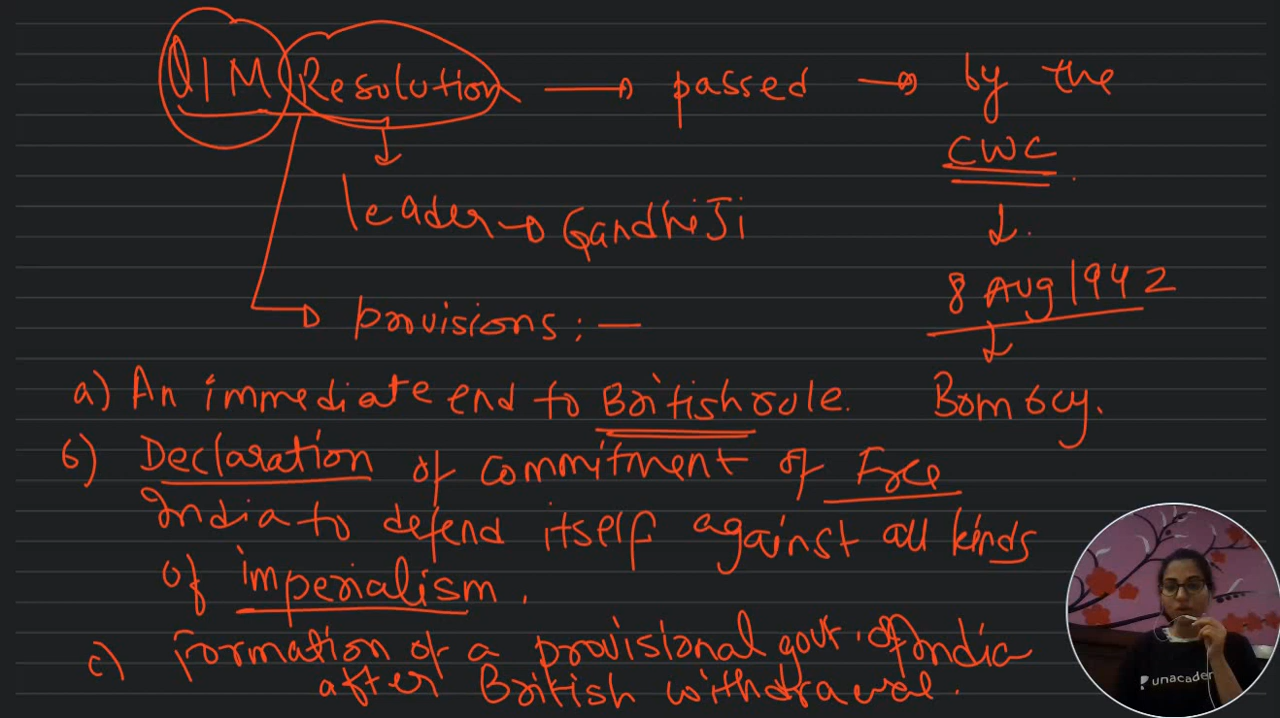 QIM Resolution → passed → by the
CWC
↓
leader → GandhiJi
8 Aug 1942
↓
→ provisions : —
a) An immediate end to British rule. Bombay.
b) Declaration of commitment of Free
India to defend itself against all kinds
of imperialism.
c) Formation of a provisional govt. of India
after British withdrawal.
unacadem